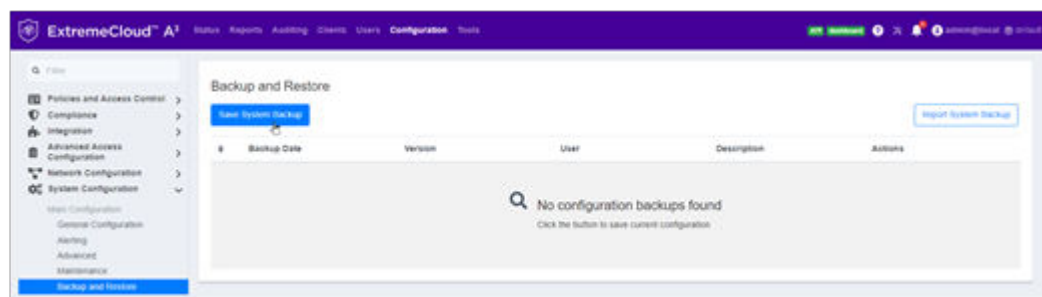 ExtremeCloud™ A³ Status Reports Auditing Clients Users Configuration Tools
Filter
Policies and Access Control
Compliance
Integration
Advanced Access
Configuration
Network Configuration
System Configuration
Main Configuration
General Configuration
Alerting
Advanced
Maintenance
Backup and Restore
Backup and Restore
Save System Backup
Import System Backup
Backup Date Version User Description Actions
No configuration backups found
Click the button to save current configuration